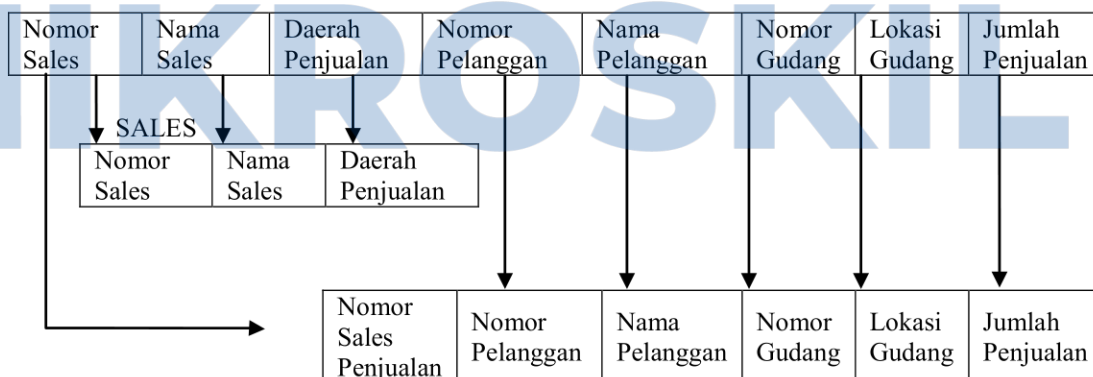 Nomor Sales
Nama Sales
Daerah Penjualan
Nomor Pelanggan
Nama Pelanggan
Nomor Gudang
Lokasi Gudang
Jumlah Penjualan
MIKROSKIL
SALES
Nomor Sales
Nama Sales
Daerah Penjualan
Nomor Sales Penjualan
Nomor Pelanggan
Nama Pelanggan
Nomor Gudang
Lokasi Gudang
Jumlah Penjualan